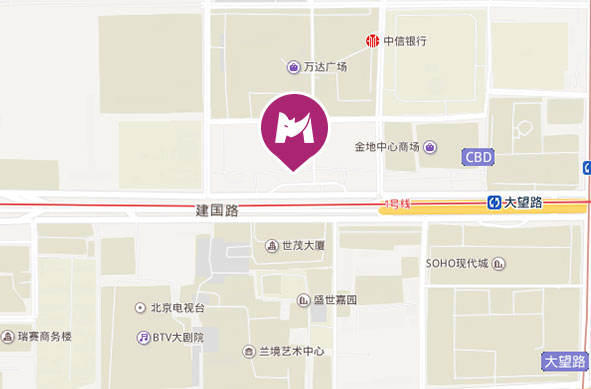 中信银行
万达广场
M
金地中心商场
CBD
1号线
大望路
建国路
世茂大厦
SOHO现代城
盛世嘉园
北京电视台
瑞赛商务楼
BTV大剧院
兰境艺术中心
大望路